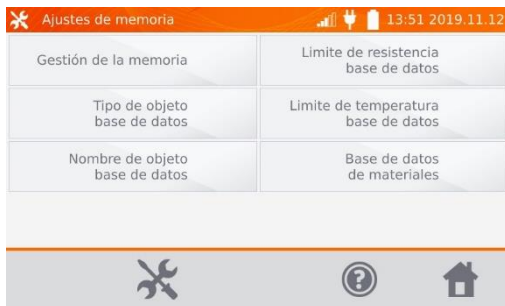 Ajustes de memoria
13:51 2019.11.12
Gestión de la memoria
Limite de resistencia
base de datos
Tipo de objeto
base de datos
Limite de temperatura
base de datos
Nombre de objeto
base de datos
Base de datos
de materiales
?